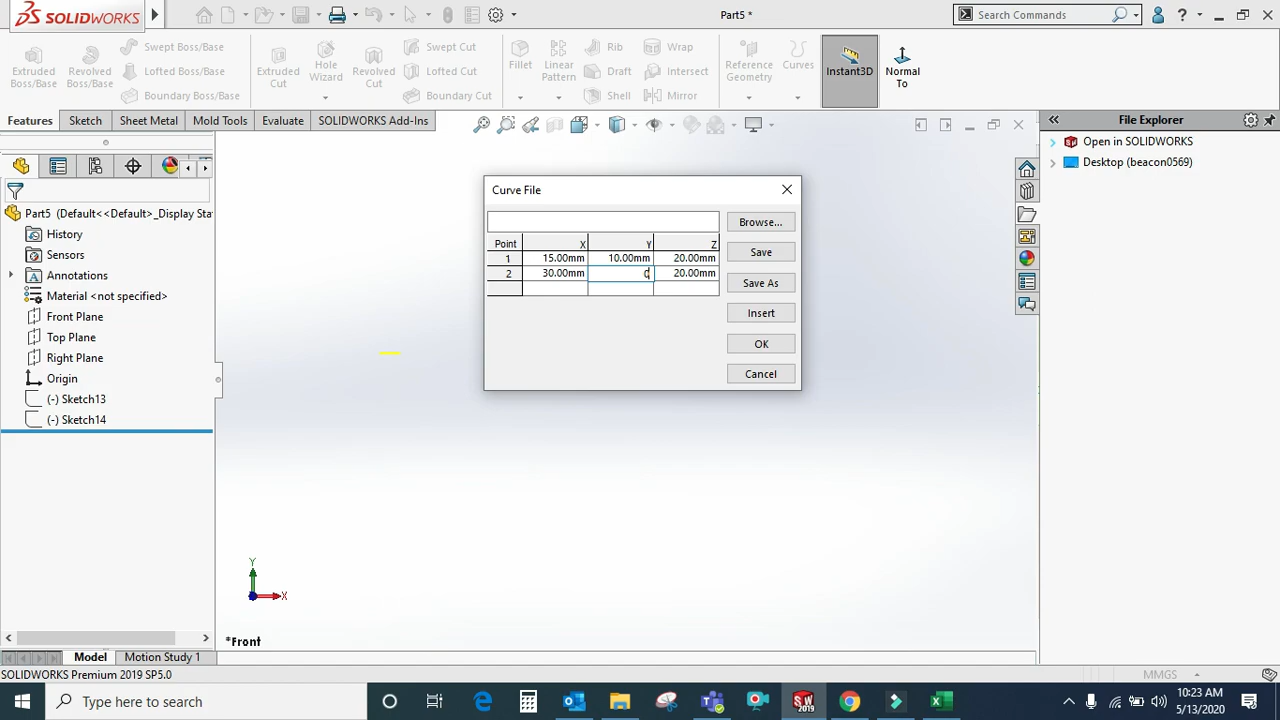 SOLIDWORKS
Part5 *
Search Commands
Extruded Boss/Base
Revolved Boss/Base
Swept Boss/Base
Lofted Boss/Base
Boundary Boss/Base
Extruded Cut
Hole Wizard
Revolved Cut
Swept Cut
Lofted Cut
Boundary Cut
Fillet
Linear Pattern
Rib
Draft
Shell
Wrap
Intersect
Mirror
Reference Geometry
Curves
Instant3D
Normal To
Features
Sketch
Sheet Metal
Mold Tools
Evaluate
SOLIDWORKS Add-Ins
Part5 (Default<<Default>_Display Sta
History
Sensors
Annotations
Material <not specified>
Front Plane
Top Plane
Right Plane
Origin
(-) Sketch13
(-) Sketch14
Curve File
Browse...
Save
Save As
Insert
OK
Cancel
Point X Y Z
1 15.00mm 10.00mm 20.00mm
2 30.00mm 20.00mm
File Explorer
Open in SOLIDWORKS
Desktop (beacon0569)
Y
X
*Front
Model
Motion Study 1
SOLIDWORKS Premium 2019 SP5.0
MMGS
Type here to search
SW
2019
10:23 AM
5/13/2020